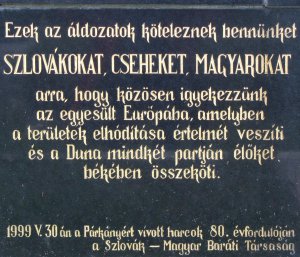 Ezek az áldozatok köteleznek bennünket
SZLOVÁKOKAT, CSEHEKET, MAGYAROKAT
arra, hogy közösen igyekezzünk
az egyesült Európába, amelyben
a területek elhódítása értelmét veszíti
és a Duna mindkét partján élőket
békében összeköti.
1999 V. 30 án a Párkányért vívott harcok 80. évfordulóján
a Szlovák – Magyar Baráti Társaság